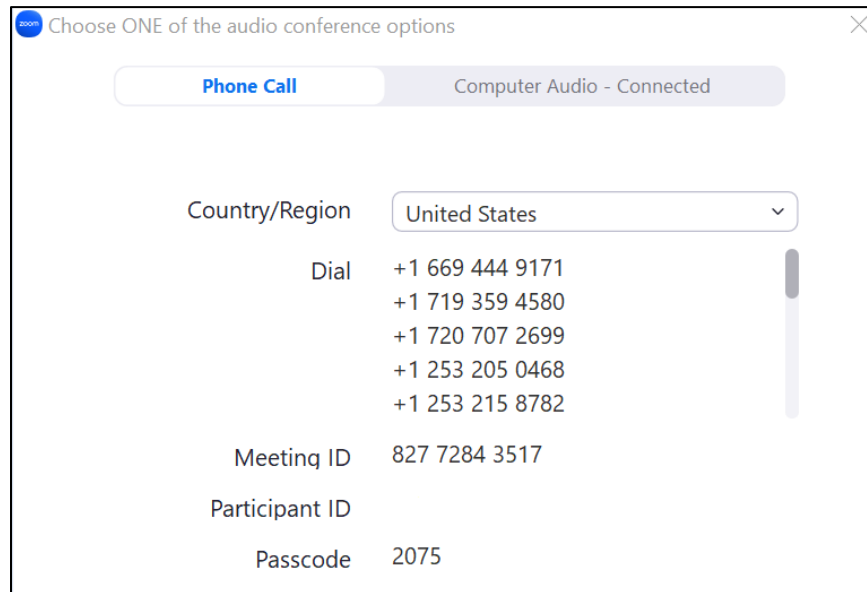 zoom Choose ONE of the audio conference options
Phone Call Computer Audio - Connected
Country/Region United States
Dial +1 669 444 9171
+1 719 359 4580
+1 720 707 2699
+1 253 205 0468
+1 253 215 8782
Meeting ID 827 7284 3517
Participant ID
Passcode 2075